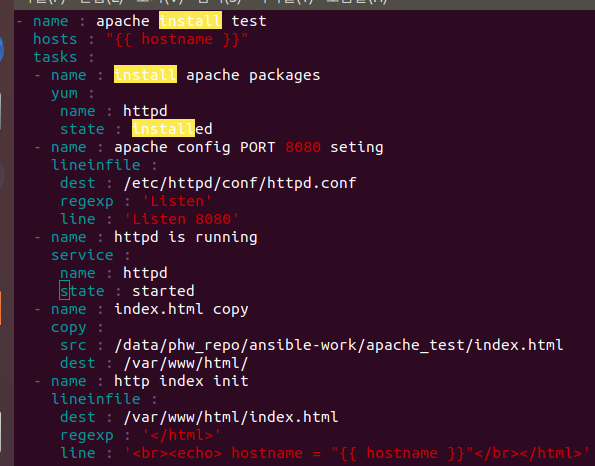 - name : apache install test
  hosts : "{{ hostname }}"
  tasks :
  - name : install apache packages
    yum :
     name : httpd
     state : installed
  - name : apache config PORT 8080 seting
    lineinfile :
     dest : /etc/httpd/conf/httpd.conf
     regexp : 'Listen'
     line : 'Listen 8080'
  - name : httpd is running
    service :
     name : httpd
     state : started
  - name : index.html copy
    copy :
     src : /data/phw_repo/ansible-work/apache_test/index.html
     dest : /var/www/html/
  - name : http index init
    lineinfile :
     dest : /var/www/html/index.html
     regexp : '</html>'
     line : '<br><echo> hostname = "{{ hostname }}"</br></html>'